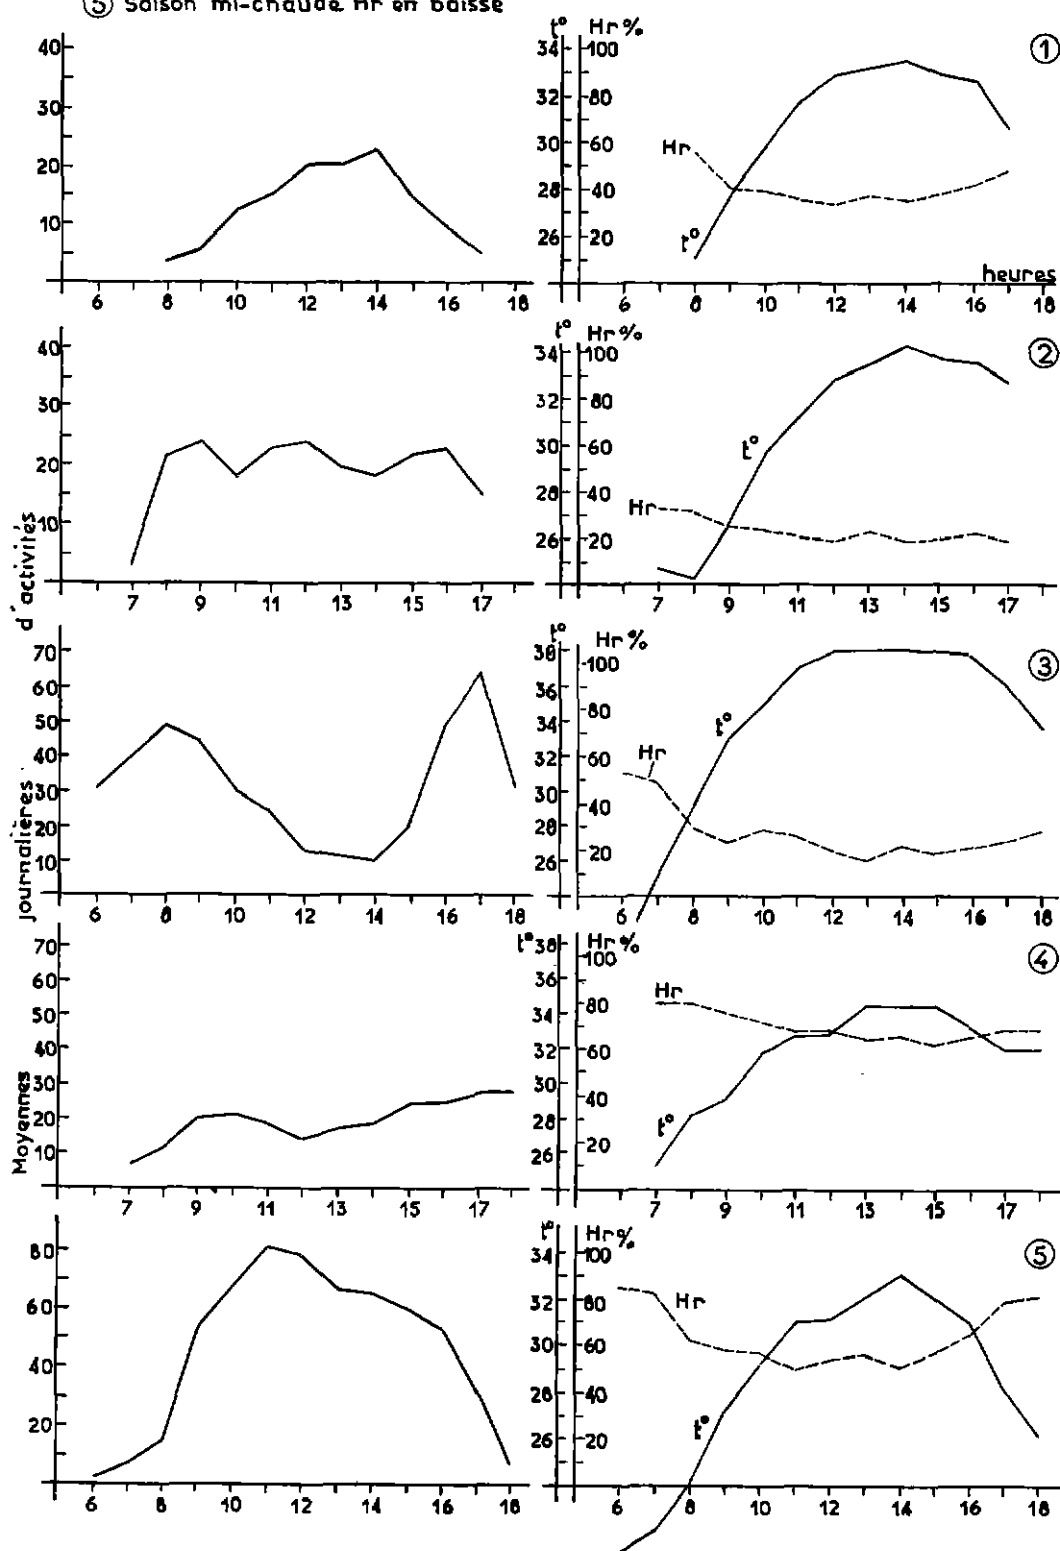 ⑤ Saison mi-chaude Hr en baisse
Moyennes journalières d'activités
40
30
20
10
6 8 10 12 14 16 18
t° Hr %
34 100
32 80
30 60
28 40
26 20
①
Hr
t°
heures
6 8 10 12 14 16 18
40
30
20
10
7 9 11 13 15 17
t° Hr %
34 100
32 80
30 60
28 40
26 20
②
t°
Hr
7 9 11 13 15 17
70
60
50
40
30
20
10
6 8 10 12 14 16 18
t° Hr %
38 100
36
34 80
32 60
30
28 40
26 20
③
t°
Hr
6 8 10 12 14 16 18
70
60
50
40
30
20
10
7 9 11 13 15 17
t° 38 Hr %
100
36
34 80
32 60
30
28 40
26 20
④
Hr
t°
7 9 11 13 15 17
80
60
40
20
6 8 10 12 14 16 18
t° Hr %
34 100
32 80
30 60
28 40
26 20
⑤
Hr
t°
6 8 10 12 14 16 18